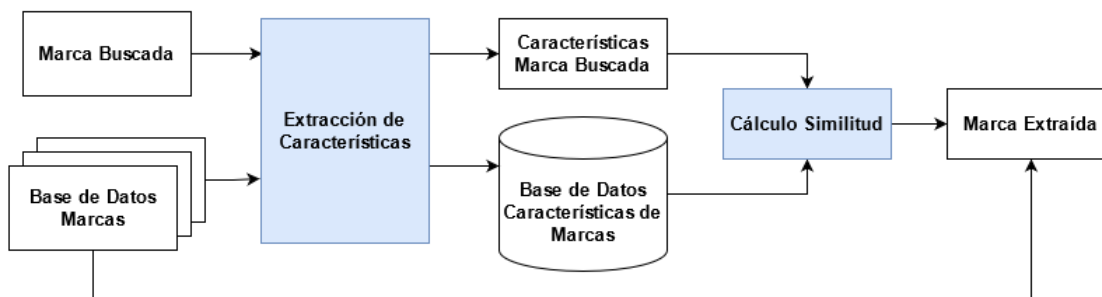 Marca Buscada
Base de Datos
Marcas
Extracción de
Características
Características
Marca Buscada
Base de Datos
Características de
Marcas
Cálculo Similitud
Marca Extraída